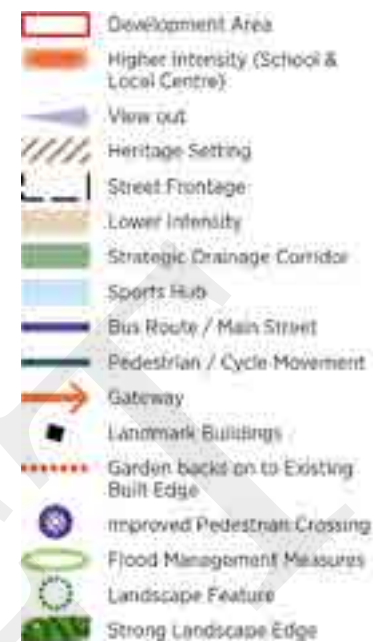 Development Area
Higher Intensity (School &
Local Centre)
View out
Heritage Setting
Street Frontage
Lower Intensity
Strategic Drainage Corridor
Sports Hub
Bus Route / Main Street
Pedestrian / Cycle Movement
Gateway
Landmark Buildings
Garden backs on to Existing
Built Edge
Improved Pedestrian Crossing
Flood Management Measures
Landscape Feature
Strong Landscape Edge